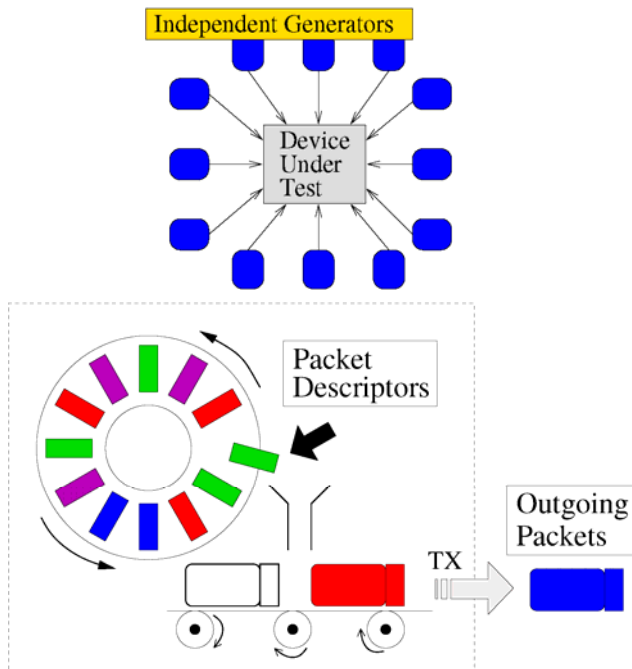 Independent Generators
Device
Under
Test
Packet
Descriptors
Outgoing
Packets
TX